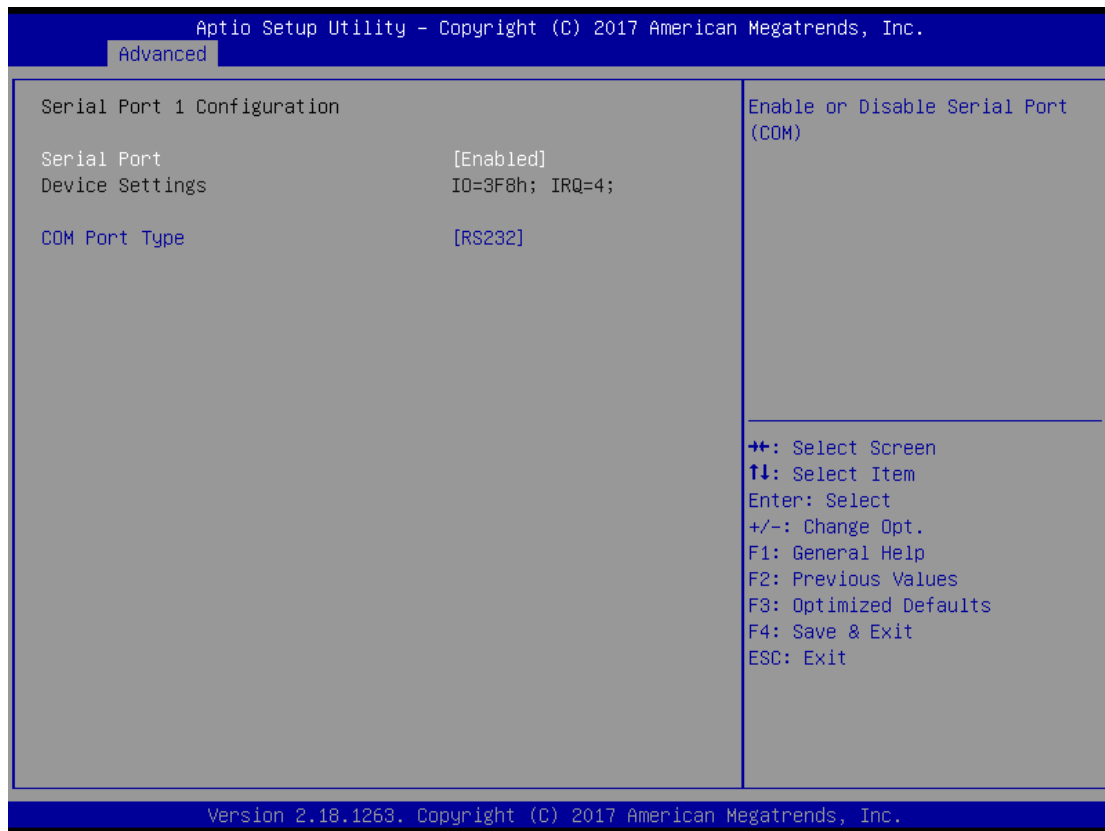 Aptio Setup Utility – Copyright (C) 2017 American Megatrends, Inc.
Advanced
Serial Port 1 Configuration
Serial Port [Enabled]
Device Settings IO=3F8h; IRQ=4;
COM Port Type [RS232]
Enable or Disable Serial Port
(COM)
→←: Select Screen
↑↓: Select Item
Enter: Select
+/-: Change Opt.
F1: General Help
F2: Previous Values
F3: Optimized Defaults
F4: Save & Exit
ESC: Exit
Version 2.18.1263. Copyright (C) 2017 American Megatrends, Inc.